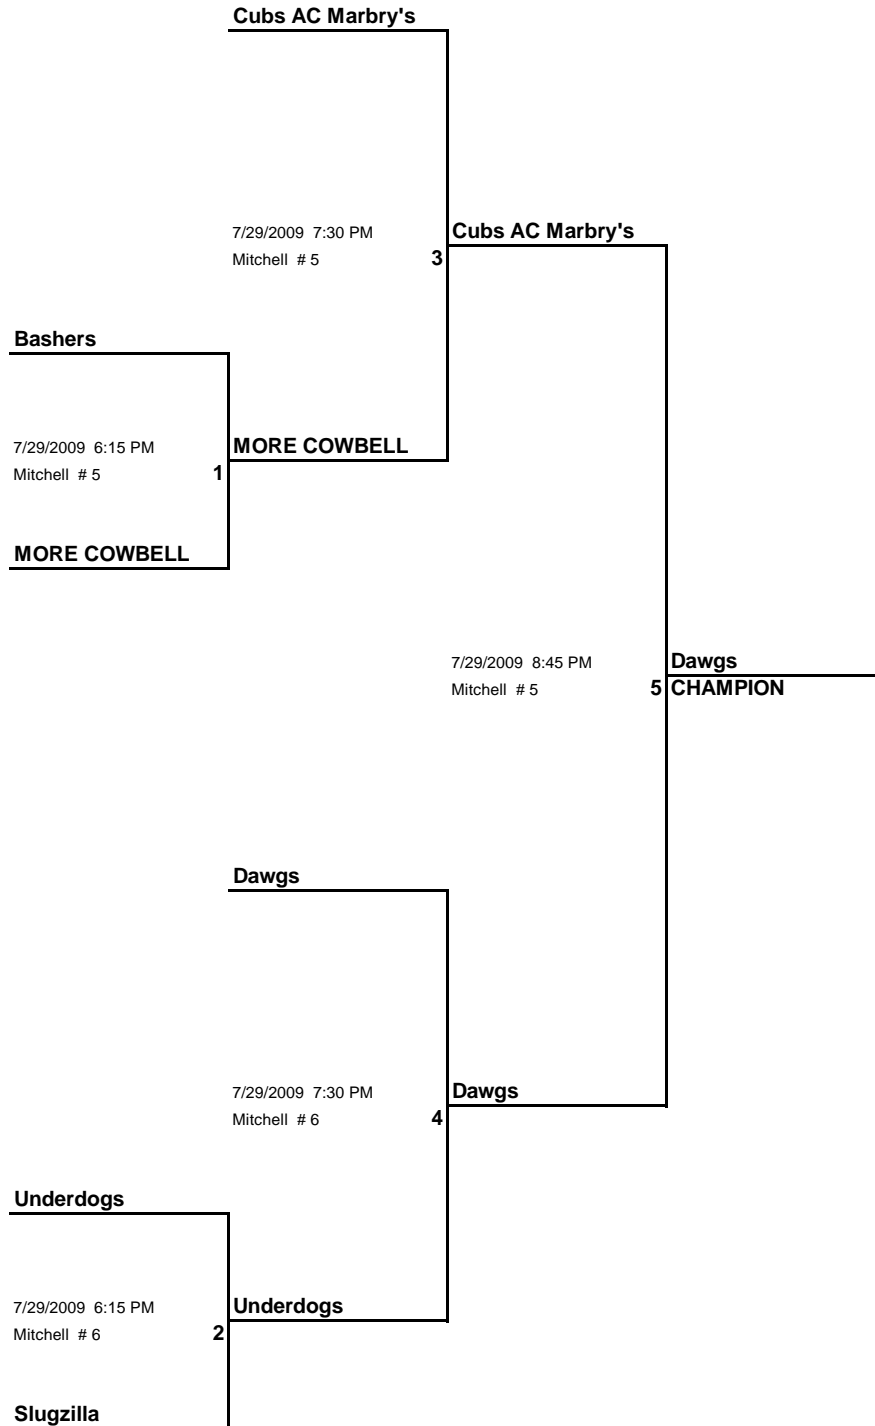 Cubs AC Marbry's
7/29/2009 7:30 PM
Cubs AC Marbry's
Mitchell # 5
3
Bashers
7/29/2009 6:15 PM
MORE COWBELL
Mitchell # 5
1
MORE COWBELL
7/29/2009 8:45 PM
Dawgs
Mitchell # 5
5
CHAMPION
Dawgs
7/29/2009 7:30 PM
Dawgs
Mitchell # 6
4
Underdogs
7/29/2009 6:15 PM
Underdogs
Mitchell # 6
2
Slugzilla